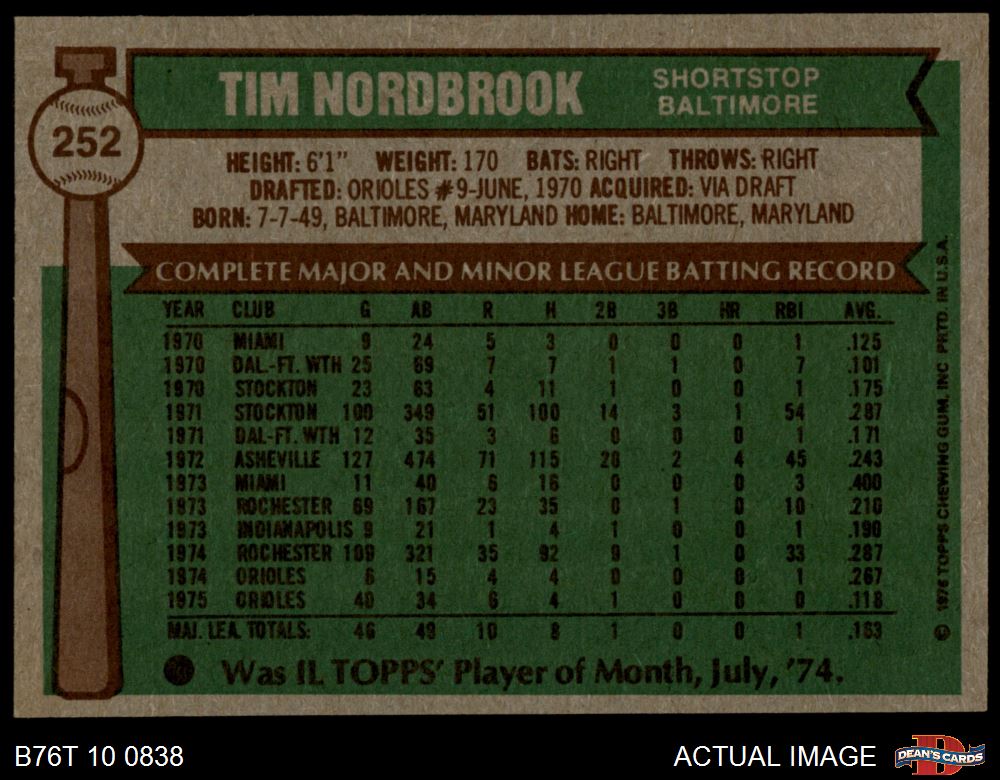 252
TIM NORDBROOK
SHORTSTOP
BALTIMORE
HEIGHT: 6'1" WEIGHT: 170 BATS: RIGHT THROWS: RIGHT
DRAFTED: ORIOLES #9-JUNE, 1970 ACQUIRED: VIA DRAFT
BORN: 7-7-49, BALTIMORE, MARYLAND HOME: BALTIMORE, MARYLAND
COMPLETE MAJOR AND MINOR LEAGUE BATTING RECORD
YEAR CLUB G AB R H 2B 3B HR RBI AVG.
1970 MIAMI 9 24 5 3 0 0 0 1 .125
1970 DAL.-FT. WTH 25 69 7 7 1 1 0 7 .101
1970 STOCKTON 23 63 4 11 1 0 0 1 .175
1971 STOCKTON 100 349 51 100 14 3 1 54 .287
1971 DAL-FT. WTH 12 35 3 6 0 0 0 1 .171
1972 ASHEVILLE 127 474 71 115 20 2 4 45 .243
1973 MIAMI 11 40 6 16 0 0 0 3 .400
1973 ROCHESTER 69 167 23 35 0 1 0 10 .210
1973 INDIANAPOLIS 9 21 1 4 1 0 0 1 .190
1974 ROCHESTER 109 321 35 92 9 1 0 33 .287
1974 ORIOLES 6 15 4 4 0 0 0 1 .267
1975 ORIOLES 40 34 6 4 1 0 0 0 .118
MAJ. LEA. TOTALS: 46 49 10 8 1 0 0 1 .163
Was IL TOPPS' Player of Month, July, '74.
© 1976 TOPPS CHEWING GUM, INC PRTD. IN U.S.A.
B76T 10 0838
ACTUAL IMAGE
D
DEAN'S CARDS